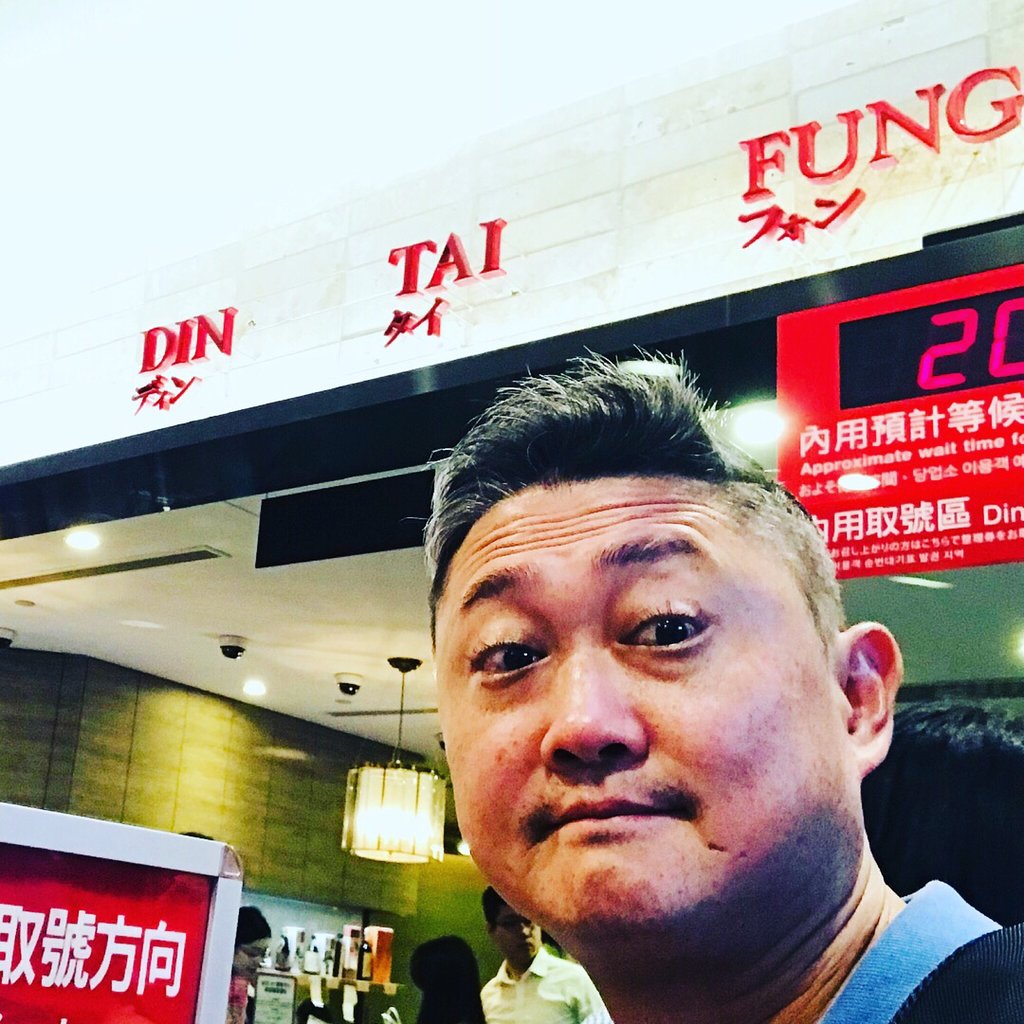 DIN TAI FUNG
ディン タイ フォン
20
內用預計等候
Approximate wait time fo
內用取號區 Din
取號方向